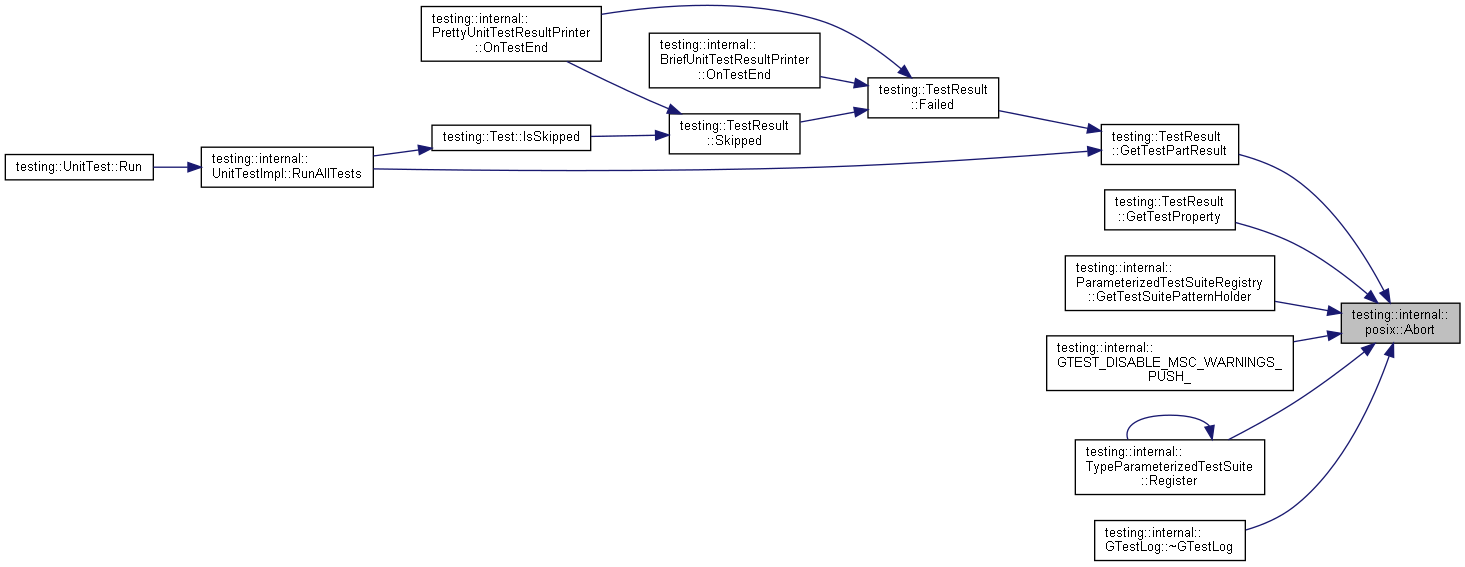 testing::internal::
PrettyUnitTestResultPrinter
::OnTestEnd
testing::internal::
BriefUnitTestResultPrinter
::OnTestEnd
testing::TestResult
::Failed
testing::TestResult
::Skipped
testing::Test::IsSkipped
testing::TestResult
::GetTestPartResult
testing::UnitTest::Run
testing::internal::
UnitTestImpl::RunAllTests
testing::TestResult
::GetTestProperty
testing::internal::
ParameterizedTestSuiteRegistry
::GetTestSuitePatternHolder
testing::internal::
posix::Abort
testing::internal::
GTEST_DISABLE_MSC_WARNINGS_
PUSH_
testing::internal::
TypeParameterizedTestSuite
::Register
testing::internal::
GTestLog::~GTestLog